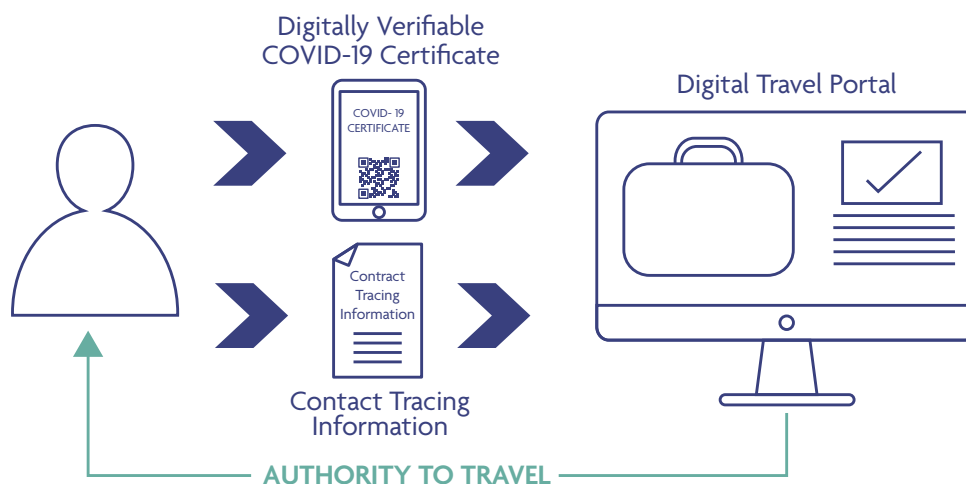 Digitally Verifiable
COVID-19 Certificate
COVID- 19
CERTIFICATE
Digital Travel Portal
Contract
Tracing
Information
Contact Tracing
Information
AUTHORITY TO TRAVEL